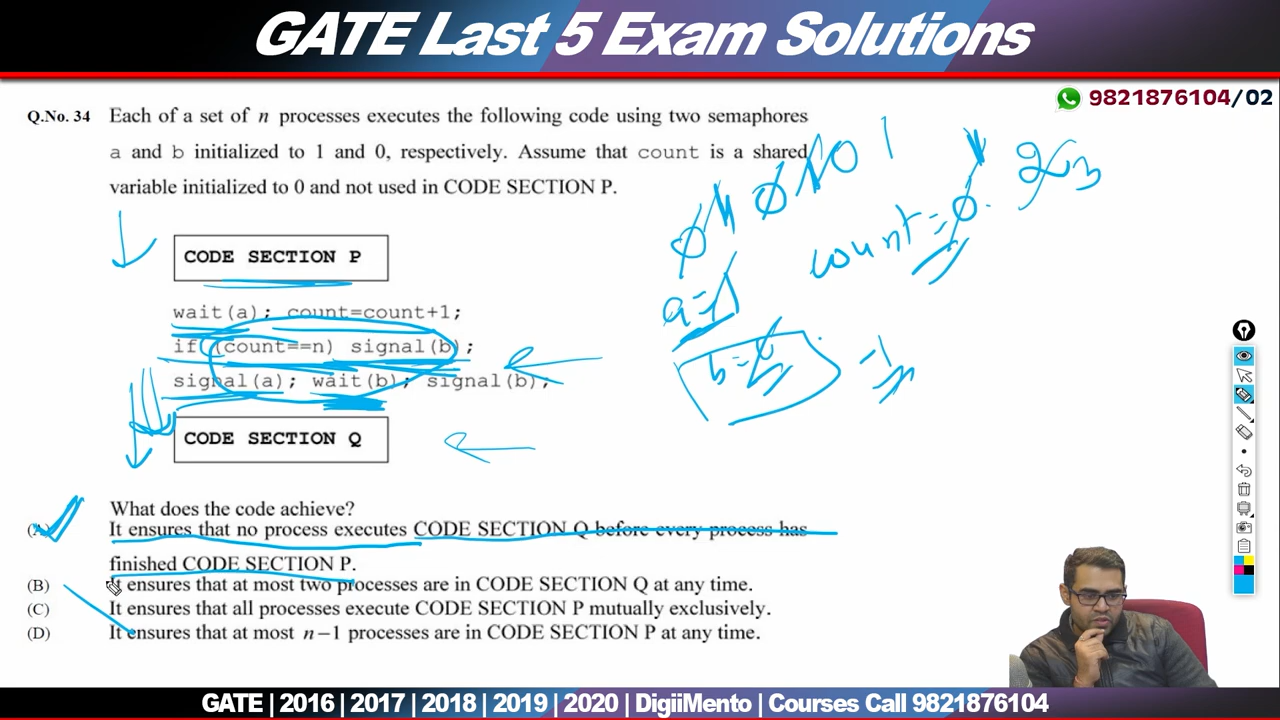 GATE Last 5 Exam Solutions
9821876104/02
Q.No. 34 Each of a set of n processes executes the following code using two semaphores
a and b initialized to 1 and 0, respectively. Assume that count is a shared
variable initialized to 0 and not used in CODE SECTION P.
CODE SECTION P
wait(a); count=count+1;
if (count==n) signal(b);
signal(a); wait(b); signal(b);
CODE SECTION Q
count=0
a=1
b=0
What does the code achieve?
(A) It ensures that no process executes CODE SECTION Q before every process has
finished CODE SECTION P.
(B) It ensures that at most two processes are in CODE SECTION Q at any time.
(C) It ensures that all processes execute CODE SECTION P mutually exclusively.
(D) It ensures that at most n−1 processes are in CODE SECTION P at any time.
GATE | 2016 | 2017 | 2018 | 2019 | 2020 | DigiiMento | Courses Call 9821876104